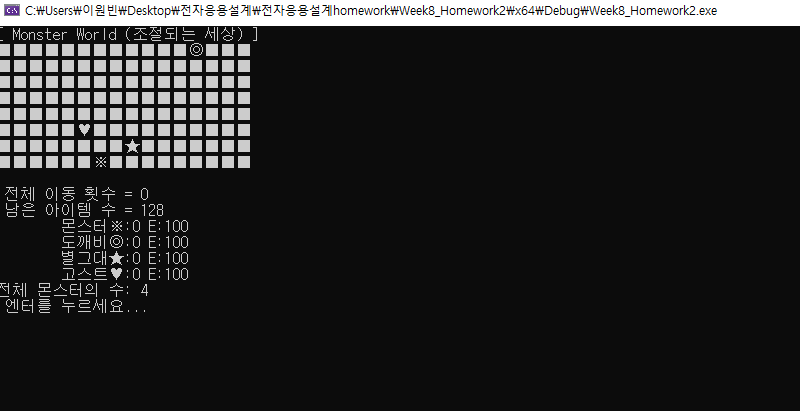 C:\Users\이원빈\Desktop\전자응용설계\전자응용설계homework\Week8_Homework2\x64\Debug\Week8_Homework2.exe
[ Monster World (조절되는 세상) ]
■■■■■■■■■■■■◎■■■
■■■■■■■■■■■■■■■■
■■■■■■■■■■■■■■■■
■■■■■■■■■■■■■■■■
■■■■■■■■■■■■■■■■
■■■■■♥■■■■■■■■■■
■■■■■■■■★■■■■■■■
■■■■■■※■■■■■■■■■
전체 이동 횟수 = 0
남은 아이템 수 = 128
몬스터※:0 E:100
도깨비◎:0 E:100
별그대★:0 E:100
고스트♥:0 E:100
전체 몬스터의 수: 4
엔터를 누르세요...